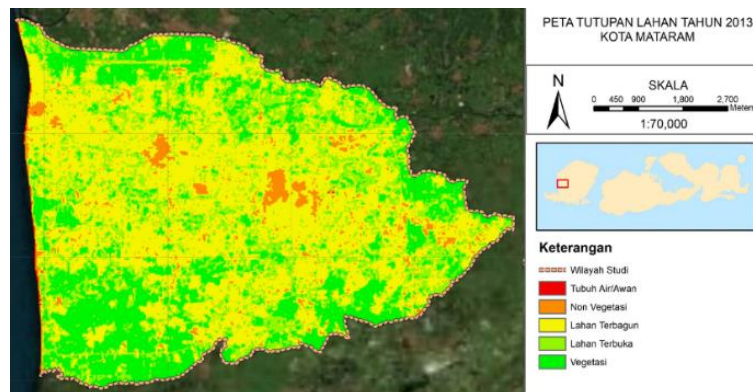 PETA TUTUPAN LAHAN TAHUN 2013
KOTA MATARAM
N
SKALA
0 450 900 1,800 2,700
Meters
1:70,000
Keterangan
Wilayah Studi
Tubuh Air/Awan
Non Vegetasi
Lahan Terbagun
Lahan Terbuka
Vegetasi